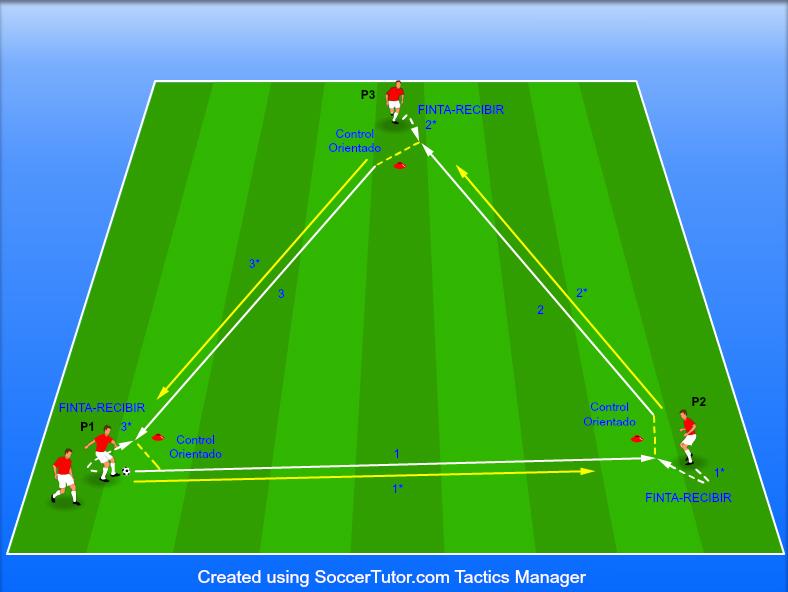 P3
FINTA-RECIBIR
2*
Control
Orientado
3*
3
2*
2
FINTA-RECIBIR
P1
3*
Control
Orientado
P2
Control
Orientado
1
1*
1*
FINTA-RECIBIR
Created using SoccerTutor.com Tactics Manager